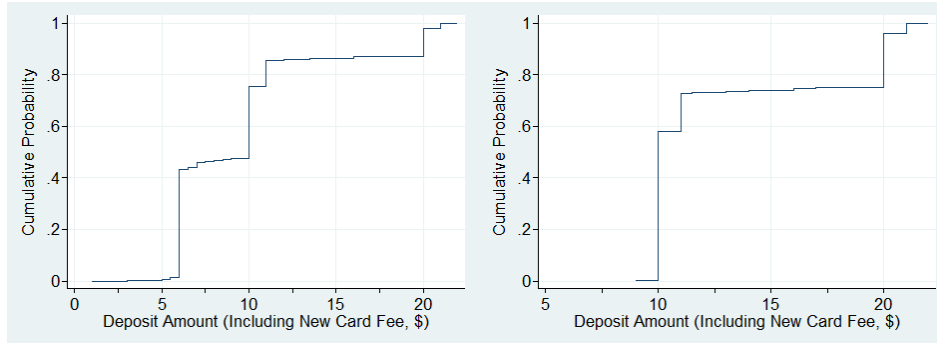 Cumulative Probability
1
.8
.6
.4
.2
0
0 5 10 15 20
Deposit Amount (Including New Card Fee, $)
Cumulative Probability
1
.8
.6
.4
.2
0
5 10 15 20
Deposit Amount (Including New Card Fee, $)